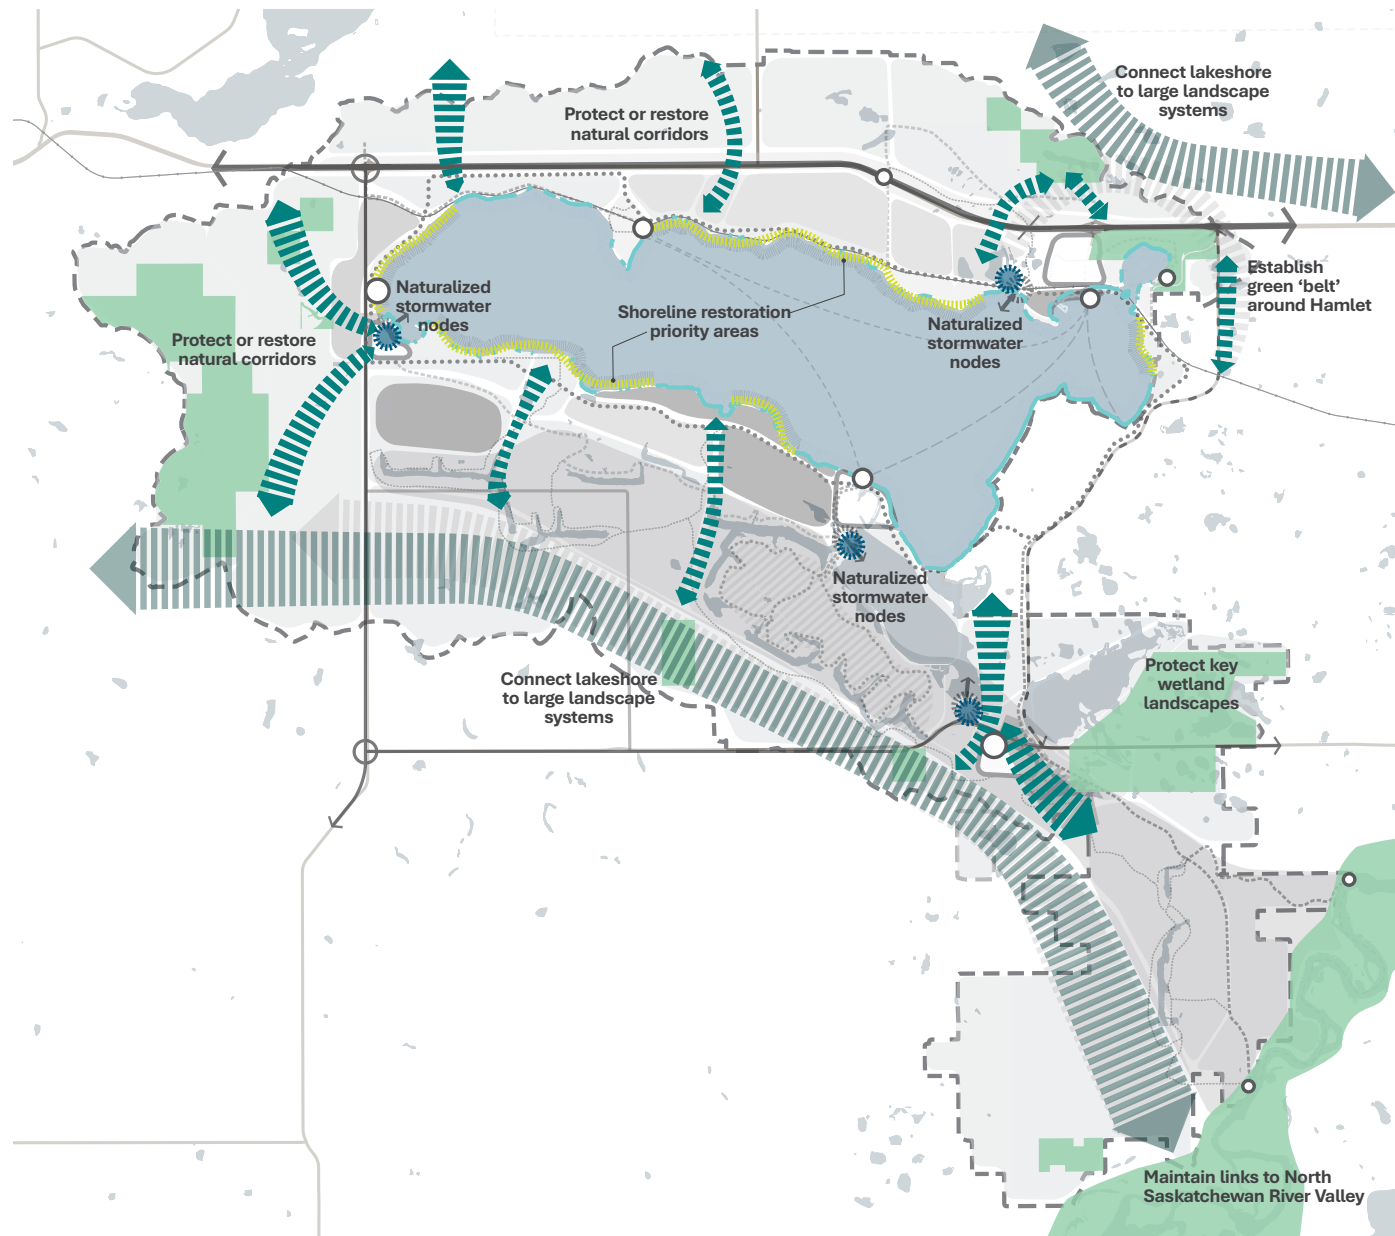 Connect lakeshore
to large landscape
systems
Protect or restore
natural corridors
Establish
green ‘belt’
around Hamlet
Naturalized
stormwater
nodes
Shoreline restoration
priority areas
Naturalized
stormwater
nodes
Protect or restore
natural corridors
Naturalized
stormwater
nodes
Connect lakeshore
to large landscape
systems
Protect key
wetland
landscapes
Maintain links to North
Saskatchewan River Valley